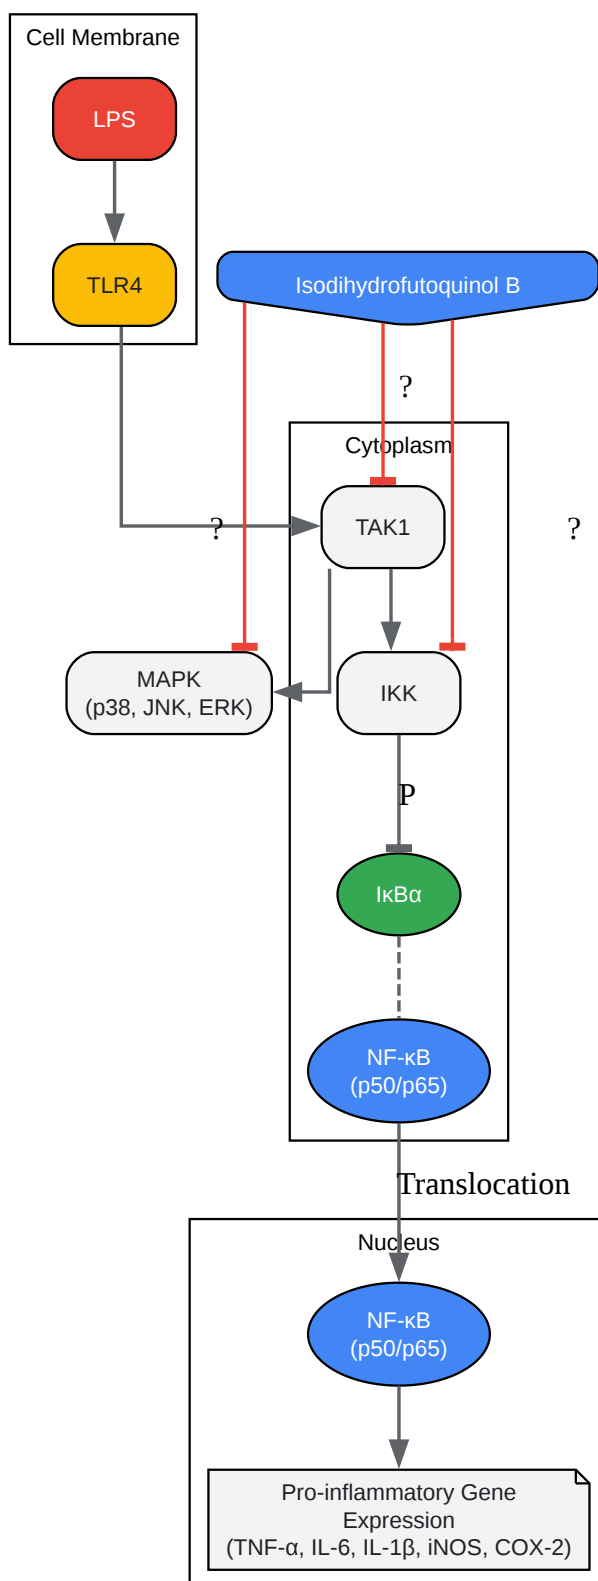 Cell Membrane
LPS
TLR4
Isodihydrofutoquinol B
?
Cytoplasm
TAK1
?
?
MAPK
(p38, JNK, ERK)
IKK
P
IκBα
NF-κB
(p50/p65)
Translocation
Nucleus
NF-κB
(p50/p65)
Pro-inflammatory Gene
Expression
(TNF-α, IL-6, IL-1β, iNOS, COX-2)